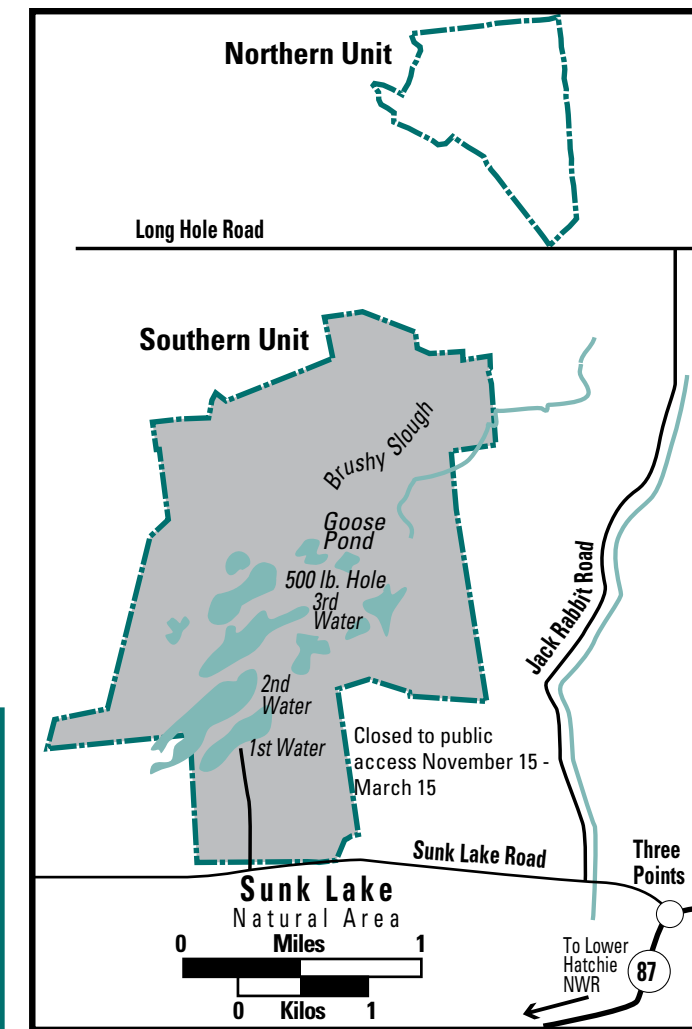 Northern Unit
Long Hole Road
Southern Unit
Brushy Slough
Goose
Pond
500 lb. Hole
3rd
Water
Jack Rabbit Road
2nd
Water
1st Water
Closed to public
access November 15 -
March 15
Sunk Lake Road
Three
Points
Sunk Lake
Natural Area
0 Miles 1
0 Kilos 1
To Lower
Hatchie
NWR
87